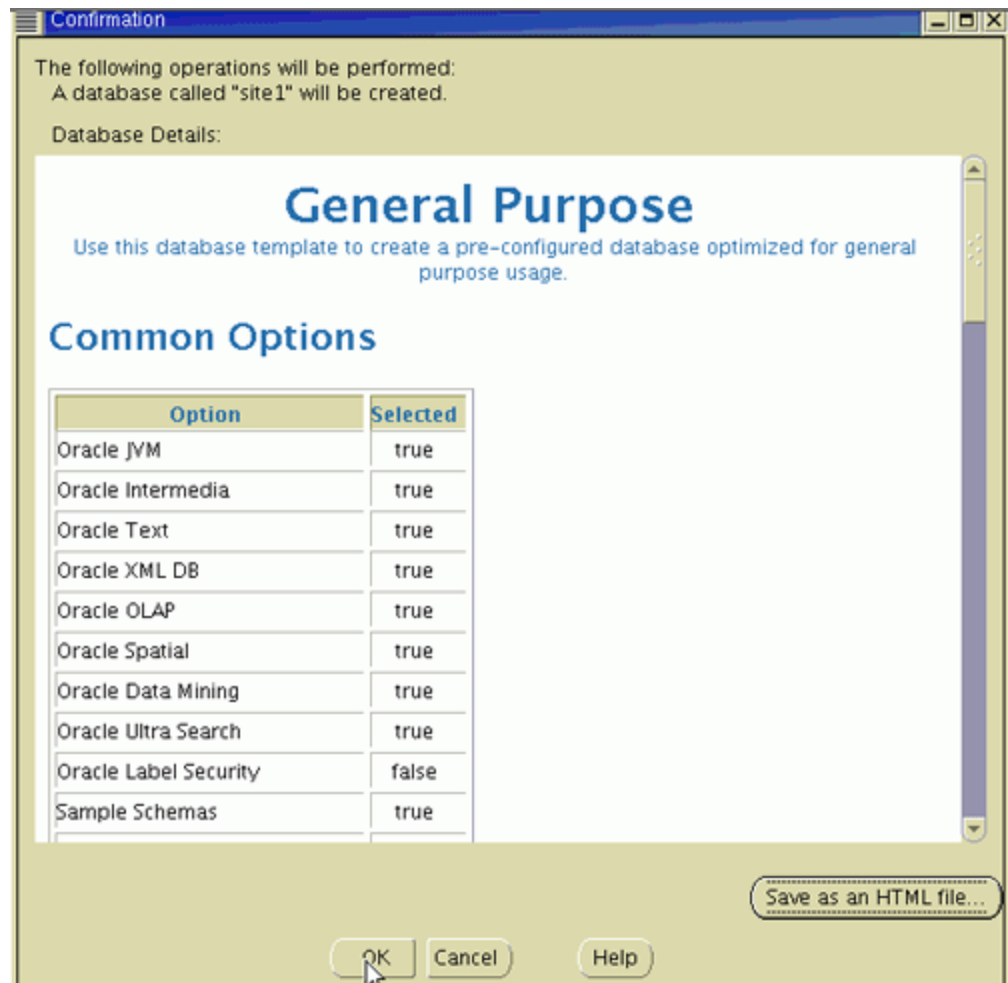 Confirmation
The following operations will be performed:
A database called "site1" will be created.
Database Details:
General Purpose
Use this database template to create a pre-configured database optimized for general
purpose usage.
Common Options
Option Selected
Oracle JVM true
Oracle Intermedia true
Oracle Text true
Oracle XML DB true
Oracle OLAP true
Oracle Spatial true
Oracle Data Mining true
Oracle Ultra Search true
Oracle Label Security false
Sample Schemas true
Save as an HTML file...
OK Cancel Help